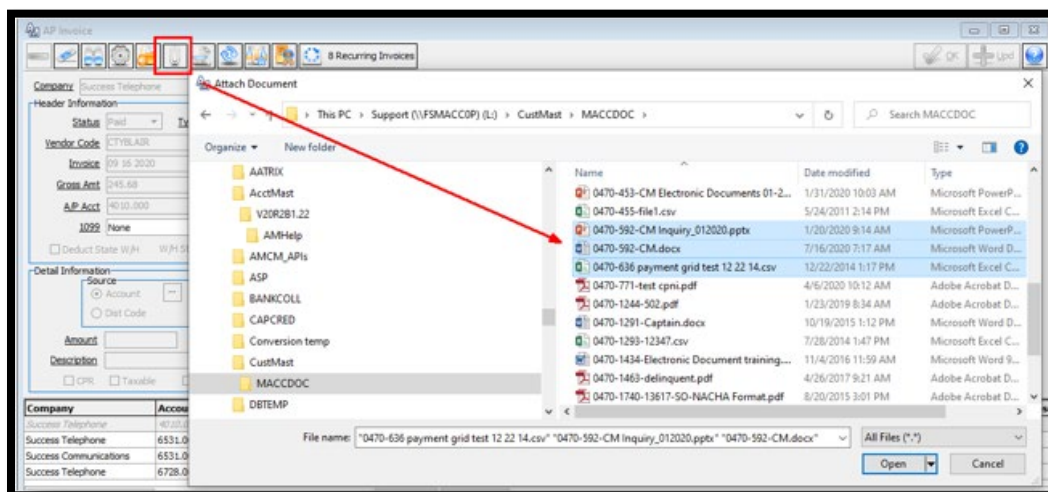 AP Invoice
8 Recurring Invoices
OK
Upd
Company Success Telephone
Header Information
Status Paid
Vendor Code CTYBLAIR
Invoice 09 16 2020
Gross Amt 245.68
A/P Acct 4010.000
1099 None
Deduct State W/H
Detail Information
Source
Account
Dist Code
Amount
Description
CPR Taxable
Company Accou
Success Telephone 4010.0
Success Telephone 6531.0
Success Communications 6531.0
Success Telephone 6728.0
Attach Document
This PC > Support (\\FSMACC0P) (L:) > CustMast > MACCDOC >
Search MACCDOC
Organize New folder
AATRIX
AcctMast
V20R2B1.22
AMHelp
AMCM_APIs
ASP
BANKCOLL
CAPCRED
Conversion temp
CustMast
MACCDOC
DBTEMP
Name Date modified Type
0470-453-CM Electronic Documents 01-2... 1/31/2020 10:03 AM Microsoft PowerP...
0470-455-file1.csv 5/24/2011 2:14 PM Microsoft Excel C...
0470-592-CM Inquiry_012020.pptx 1/20/2020 9:14 AM Microsoft PowerP...
0470-592-CM.docx 7/16/2020 7:17 AM Microsoft Word D...
0470-636 payment grid test 12 22 14.csv 12/22/2014 1:17 PM Microsoft Excel C...
0470-771-test cpni.pdf 4/6/2020 10:12 AM Adobe Acrobat D...
0470-1244-502.pdf 1/23/2019 8:34 AM Adobe Acrobat D...
0470-1291-Captain.docx 10/19/2015 1:12 PM Microsoft Word D...
0470-1293-12347.csv 7/28/2014 1:47 PM Microsoft Excel C...
0470-1434-Electronic Document training.... 11/4/2016 11:59 AM Microsoft Word 9...
0470-1463-delinquent.pdf 4/26/2017 9:21 AM Adobe Acrobat D...
0470-1740-13617-SO-NACHA Format.pdf 8/20/2015 3:01 PM Adobe Acrobat D...
File name: "0470-636 payment grid test 12 22 14.csv" "0470-592-CM Inquiry_012020.pptx" "0470-592-CM.docx"
All Files (*.*)
Open Cancel